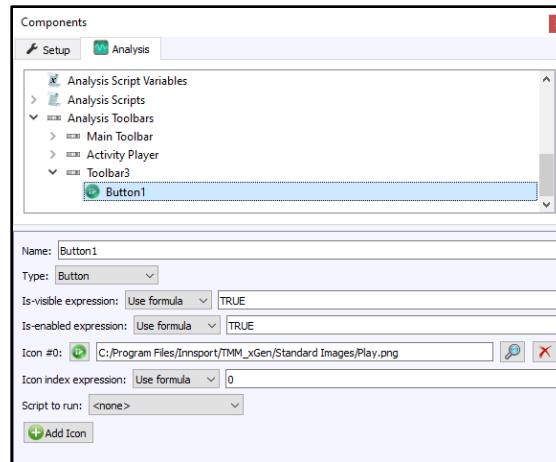 Components
Setup Analysis
Analysis Script Variables
Analysis Scripts
Analysis Toolbars
Main Toolbar
Activity Player
Toolbar3
Button1
Name: Button1
Type: Button
Is-visible expression: Use formula TRUE
Is-enabled expression: Use formula TRUE
Icon #0: C:/Program Files/Innsport/TMM_xGen/Standard Images/Play.png
Icon index expression: Use formula 0
Script to run: <none>
Add Icon